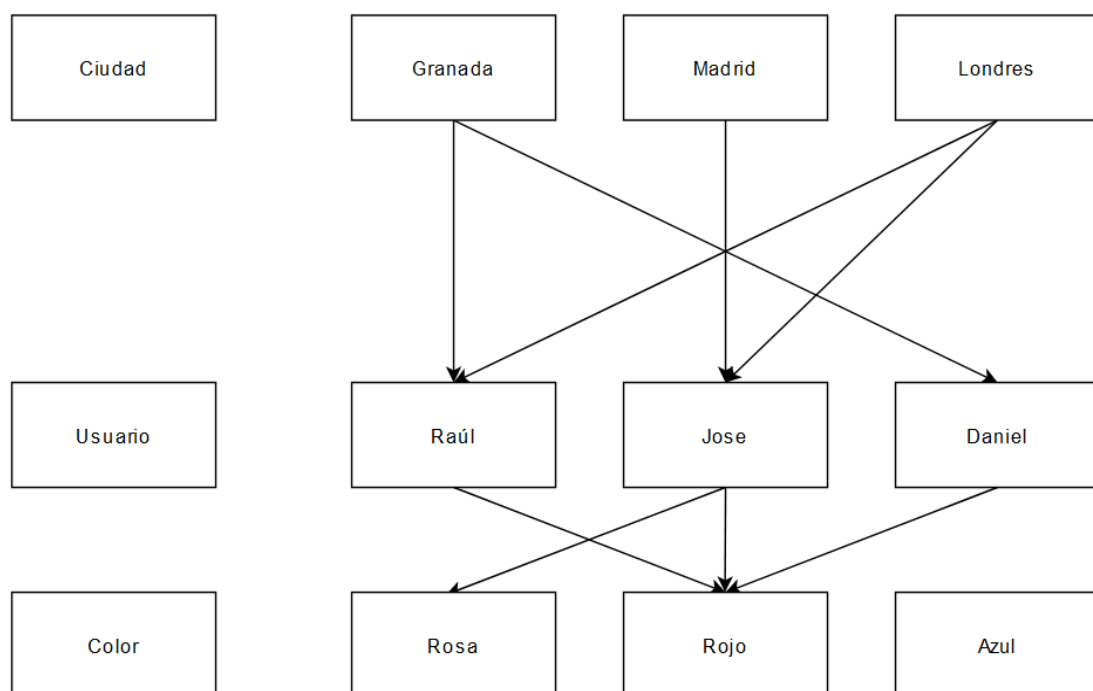 Ciudad
Granada
Madrid
Londres
Usuario
Raúl
Jose
Daniel
Color
Rosa
Rojo
Azul